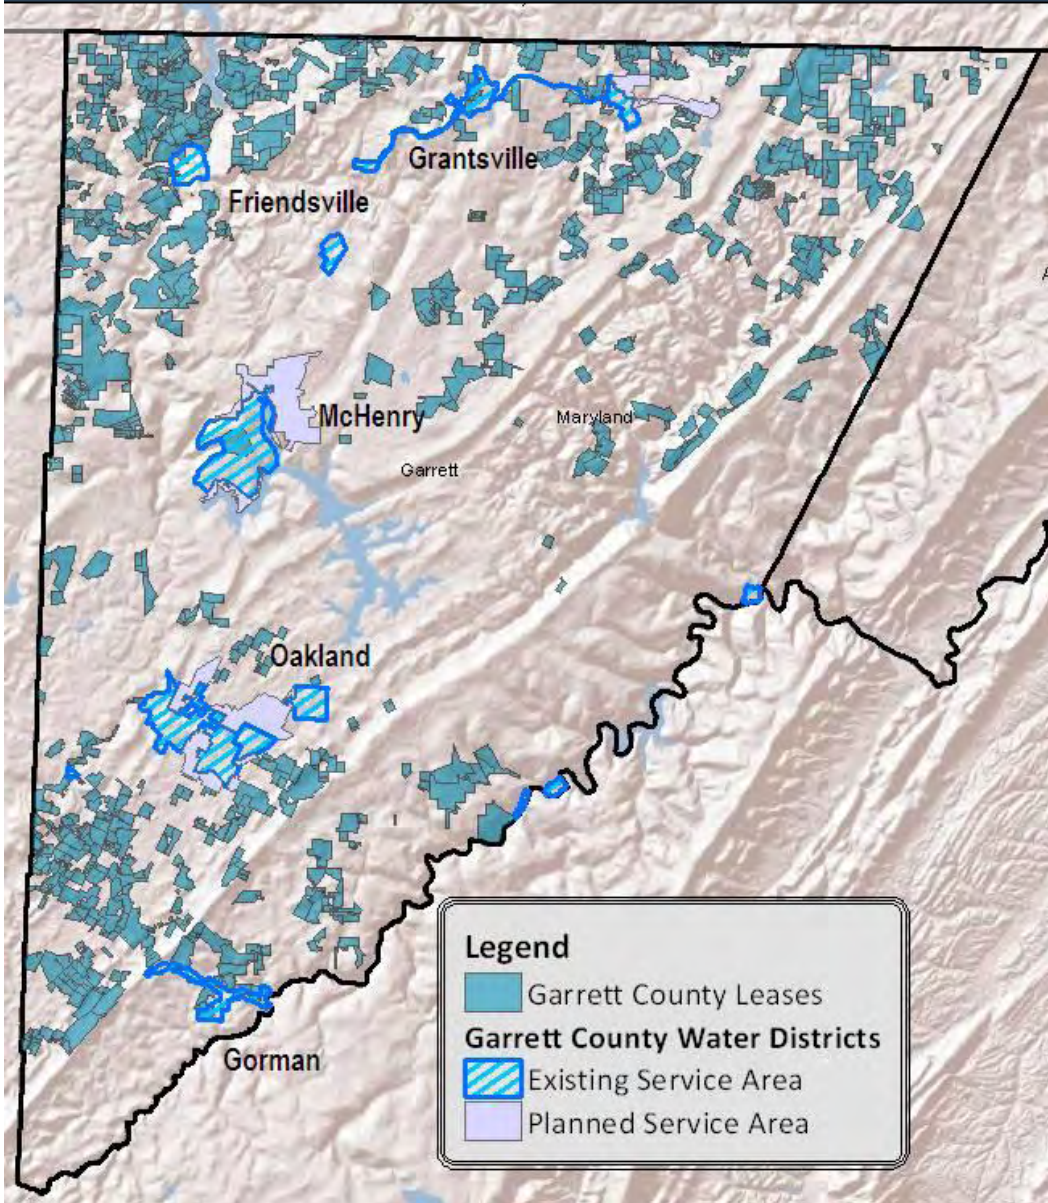 Grantsville
Friendsville
McHenry
Maryland
Garrett
Oakland
Gorman
Legend
Garrett County Leases
Garrett County Water Districts
Existing Service Area
Planned Service Area